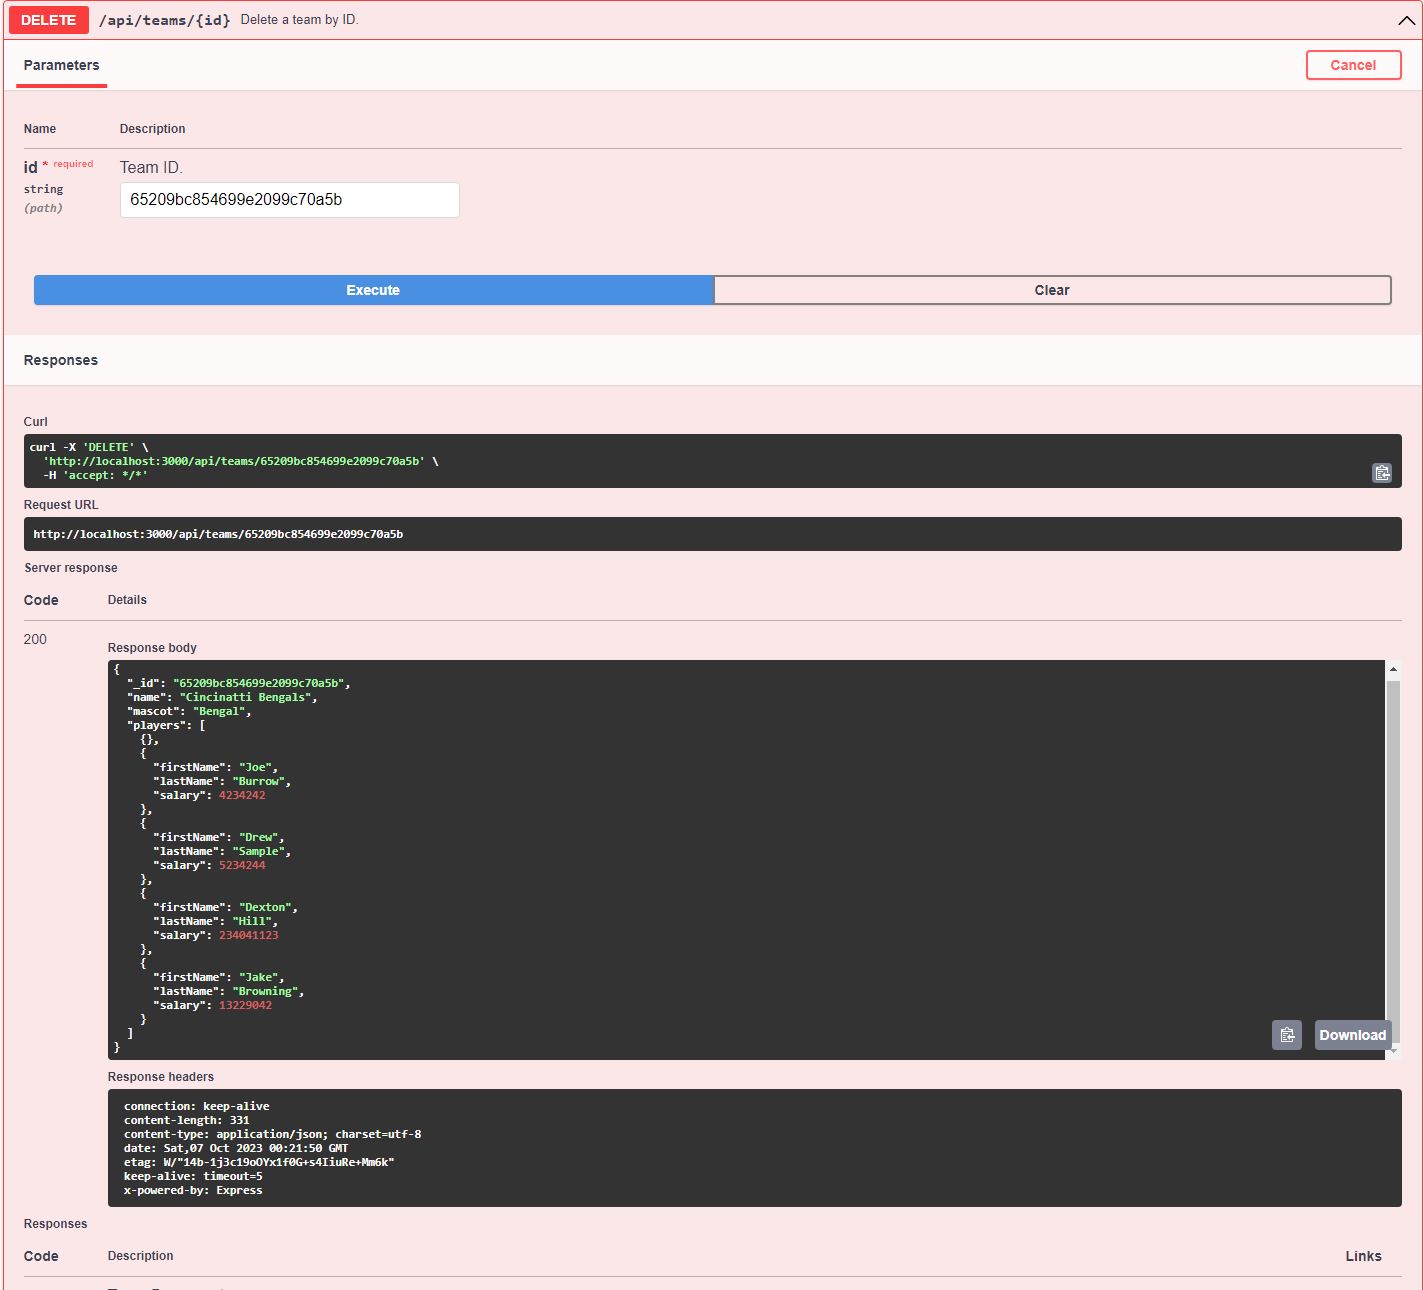 DELETE /api/teams/{id} Delete a team by ID.
Parameters Cancel
Name Description
id * required Team ID.
string 65209bc854699e2099c70a5b
(path)
Execute Clear
Responses
Curl
curl -X 'DELETE' \
'http://localhost:3000/api/teams/65209bc854699e2099c70a5b' \
-H 'accept: */*'
Request URL
http://localhost:3000/api/teams/65209bc854699e2099c70a5b
Server response
Code Details
200
Response body
{
"_id": "65209bc854699e2099c70a5b",
"name": "Cincinatti Bengals",
"mascot": "Bengal",
"players": [
{},
{
"firstName": "Joe",
"lastName": "Burrow",
"salary": 4234242
},
{
"firstName": "Drew",
"lastName": "Sample",
"salary": 5234244
},
{
"firstName": "Dexton",
"lastName": "Hill",
"salary": 234041123
},
{
"firstName": "Jake",
"lastName": "Browning",
"salary": 13229042
}
]
}
Download
Response headers
connection: keep-alive
content-length: 331
content-type: application/json; charset=utf-8
date: Sat,07 Oct 2023 00:21:50 GMT
etag: W/"14b-1j3c19oOYx1f0G+s4IiuRe+Mm6k"
keep-alive: timeout=5
x-powered-by: Express
Responses
Code Description Links